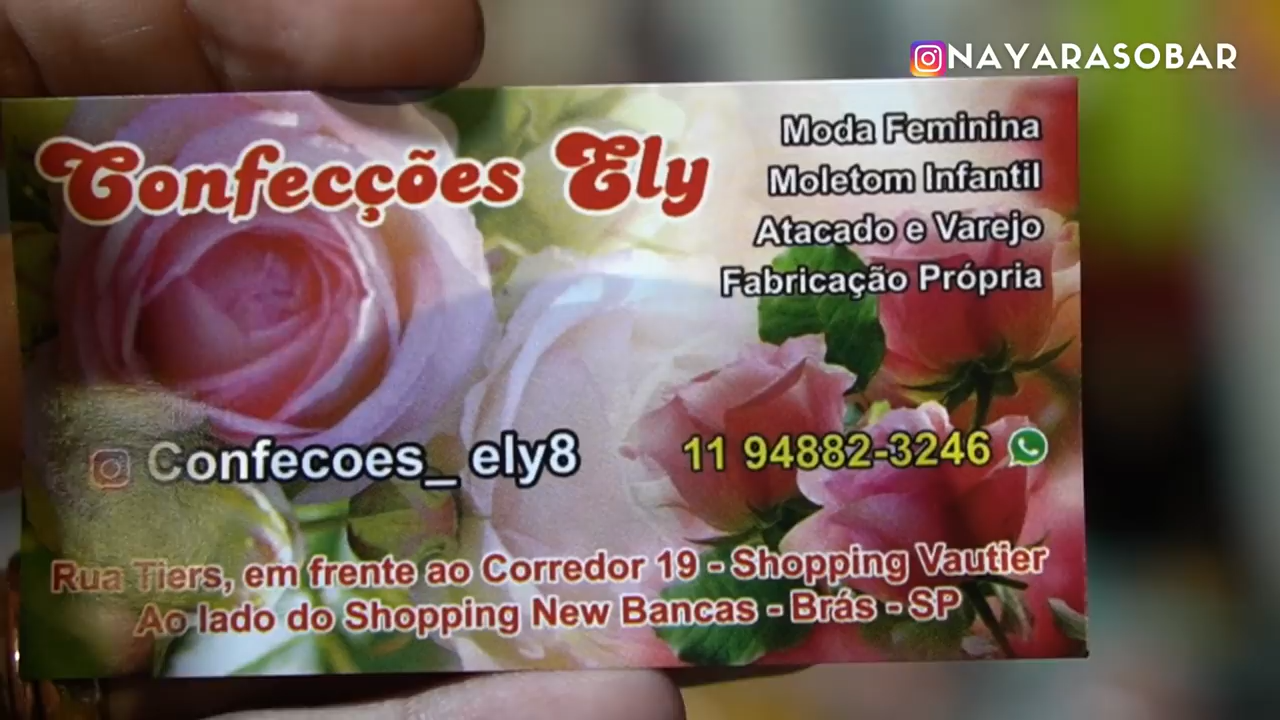 NAYARASOBAR
Confecções Ely
Moda Feminina
Moletom Infantil
Atacado e Varejo
Fabricação Própria
Confecoes_ ely8
11 94882-3246
Rua Tiers, em frente ao Corredor 19 - Shopping Vautier
Ao lado do Shopping New Bancas - Brás - SP